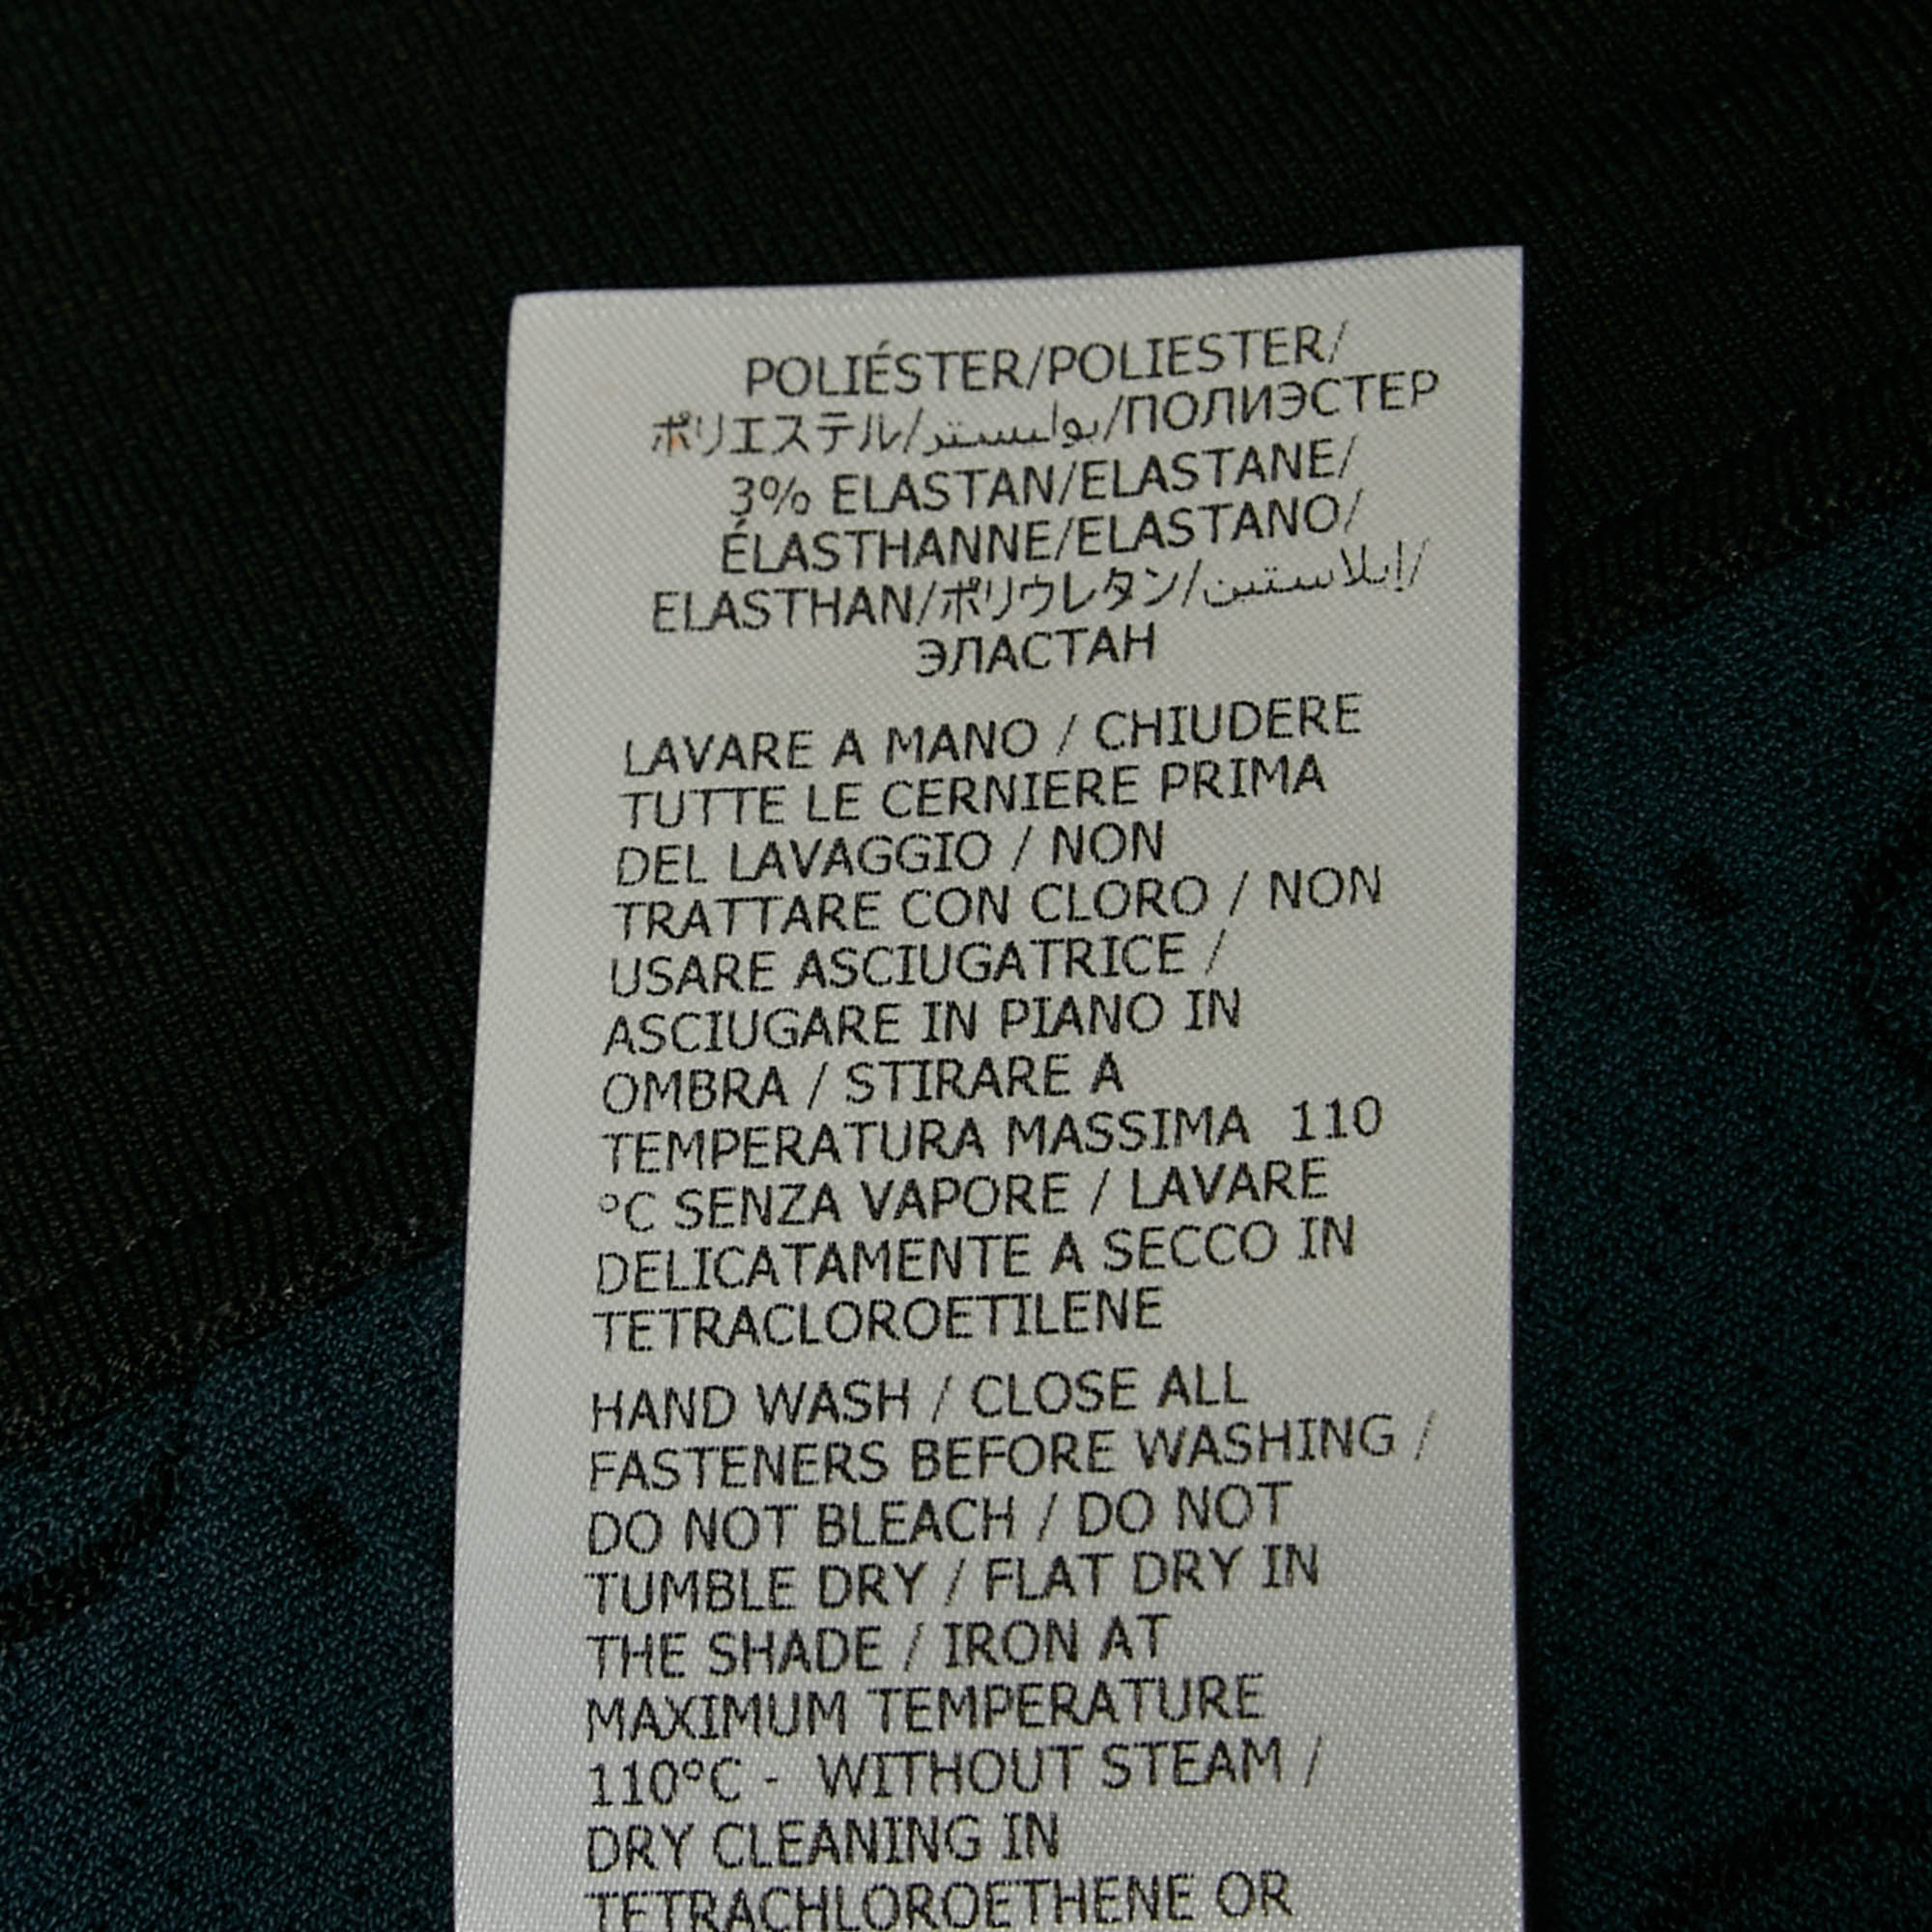 POLIÉSTER/POLIESTER/
ポリエステル/بوليستر/ПОЛИЭСТЕР
3% ELASTAN/ELASTANE/
ÉLASTHANNE/ELASTANO/
ELASTHAN/ポリウレタン/إيلاستين/
ЭЛАСТАН
LAVARE A MANO / CHIUDERE
TUTTE LE CERNIERE PRIMA
DEL LAVAGGIO / NON
TRATTARE CON CLORO / NON
USARE ASCIUGATRICE /
ASCIUGARE IN PIANO IN
OMBRA / STIRARE A
TEMPERATURA MASSIMA 110
°C SENZA VAPORE / LAVARE
DELICATAMENTE A SECCO IN
TETRACLOROETILENE
HAND WASH / CLOSE ALL
FASTENERS BEFORE WASHING /
DO NOT BLEACH / DO NOT
TUMBLE DRY / FLAT DRY IN
THE SHADE / IRON AT
MAXIMUM TEMPERATURE
110°C - WITHOUT STEAM /
DRY CLEANING IN
TETRACHLOROETHENE OR